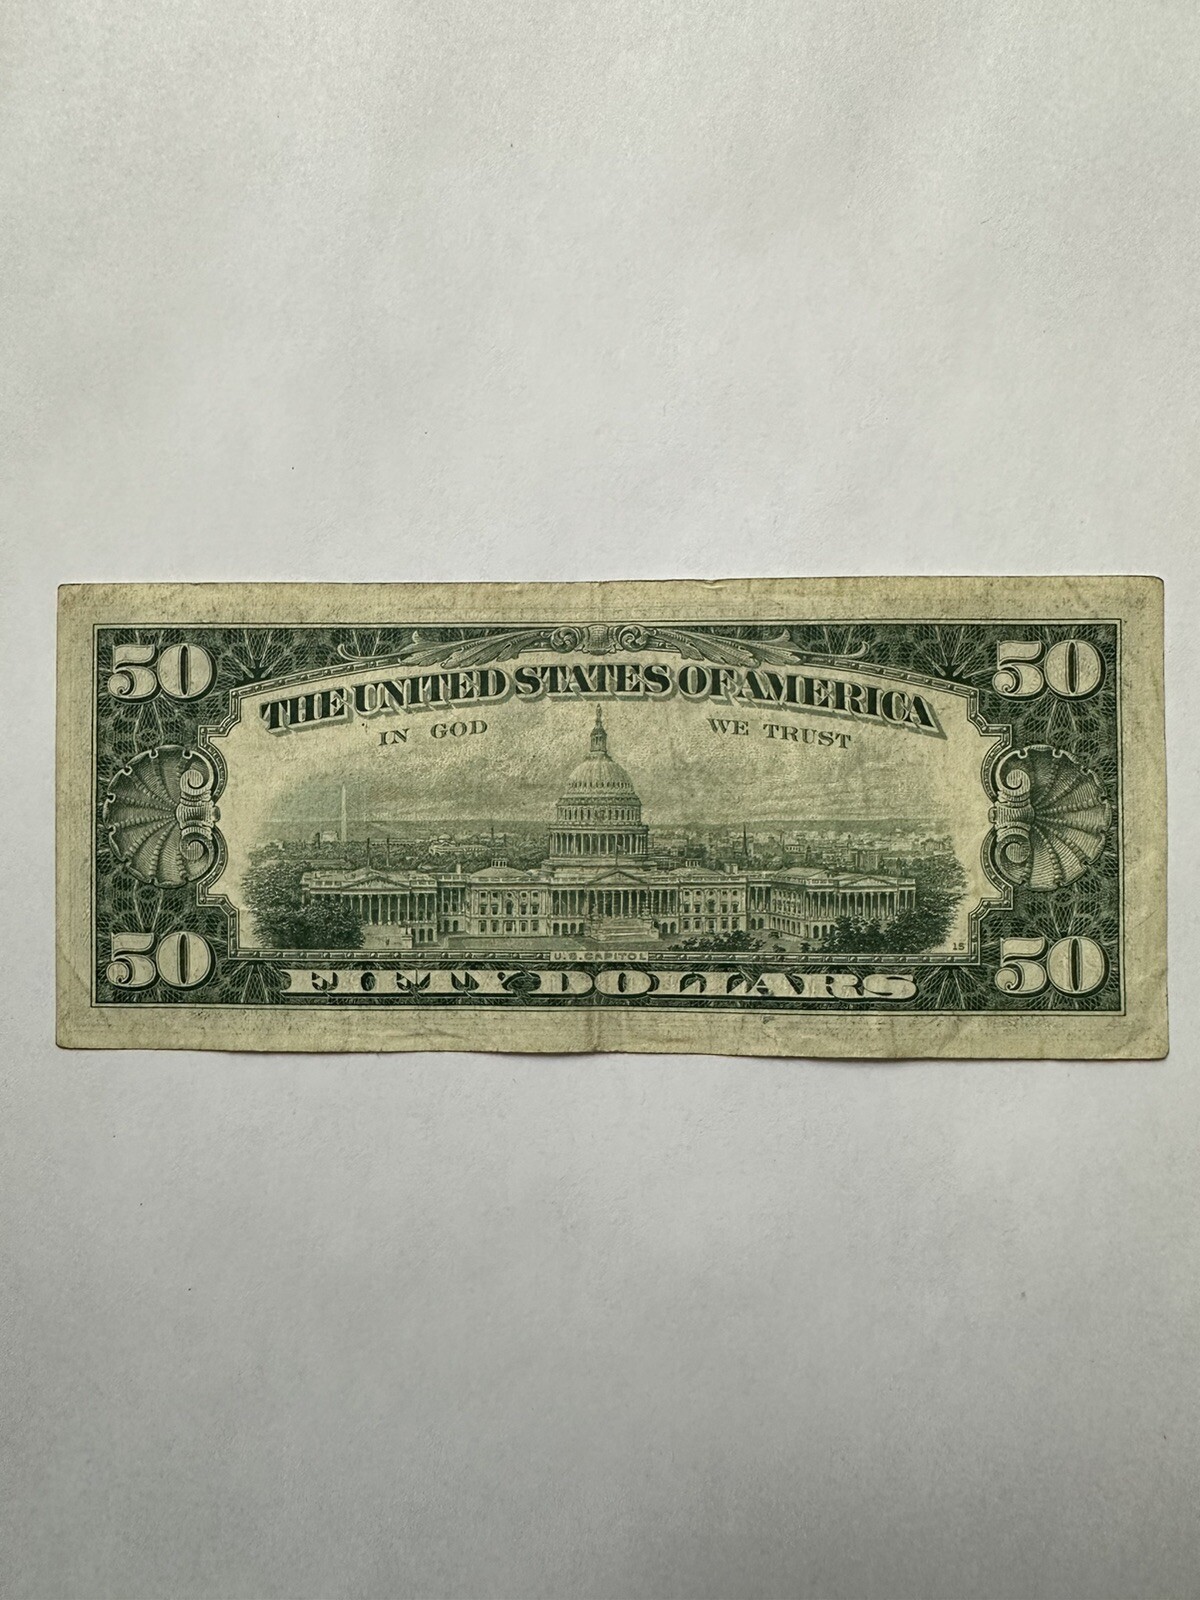 50 50
THE UNITED STATES OF AMERICA
IN GOD WE TRUST
15
U.S. CAPITOL
50 50
FIFTY DOLLARS